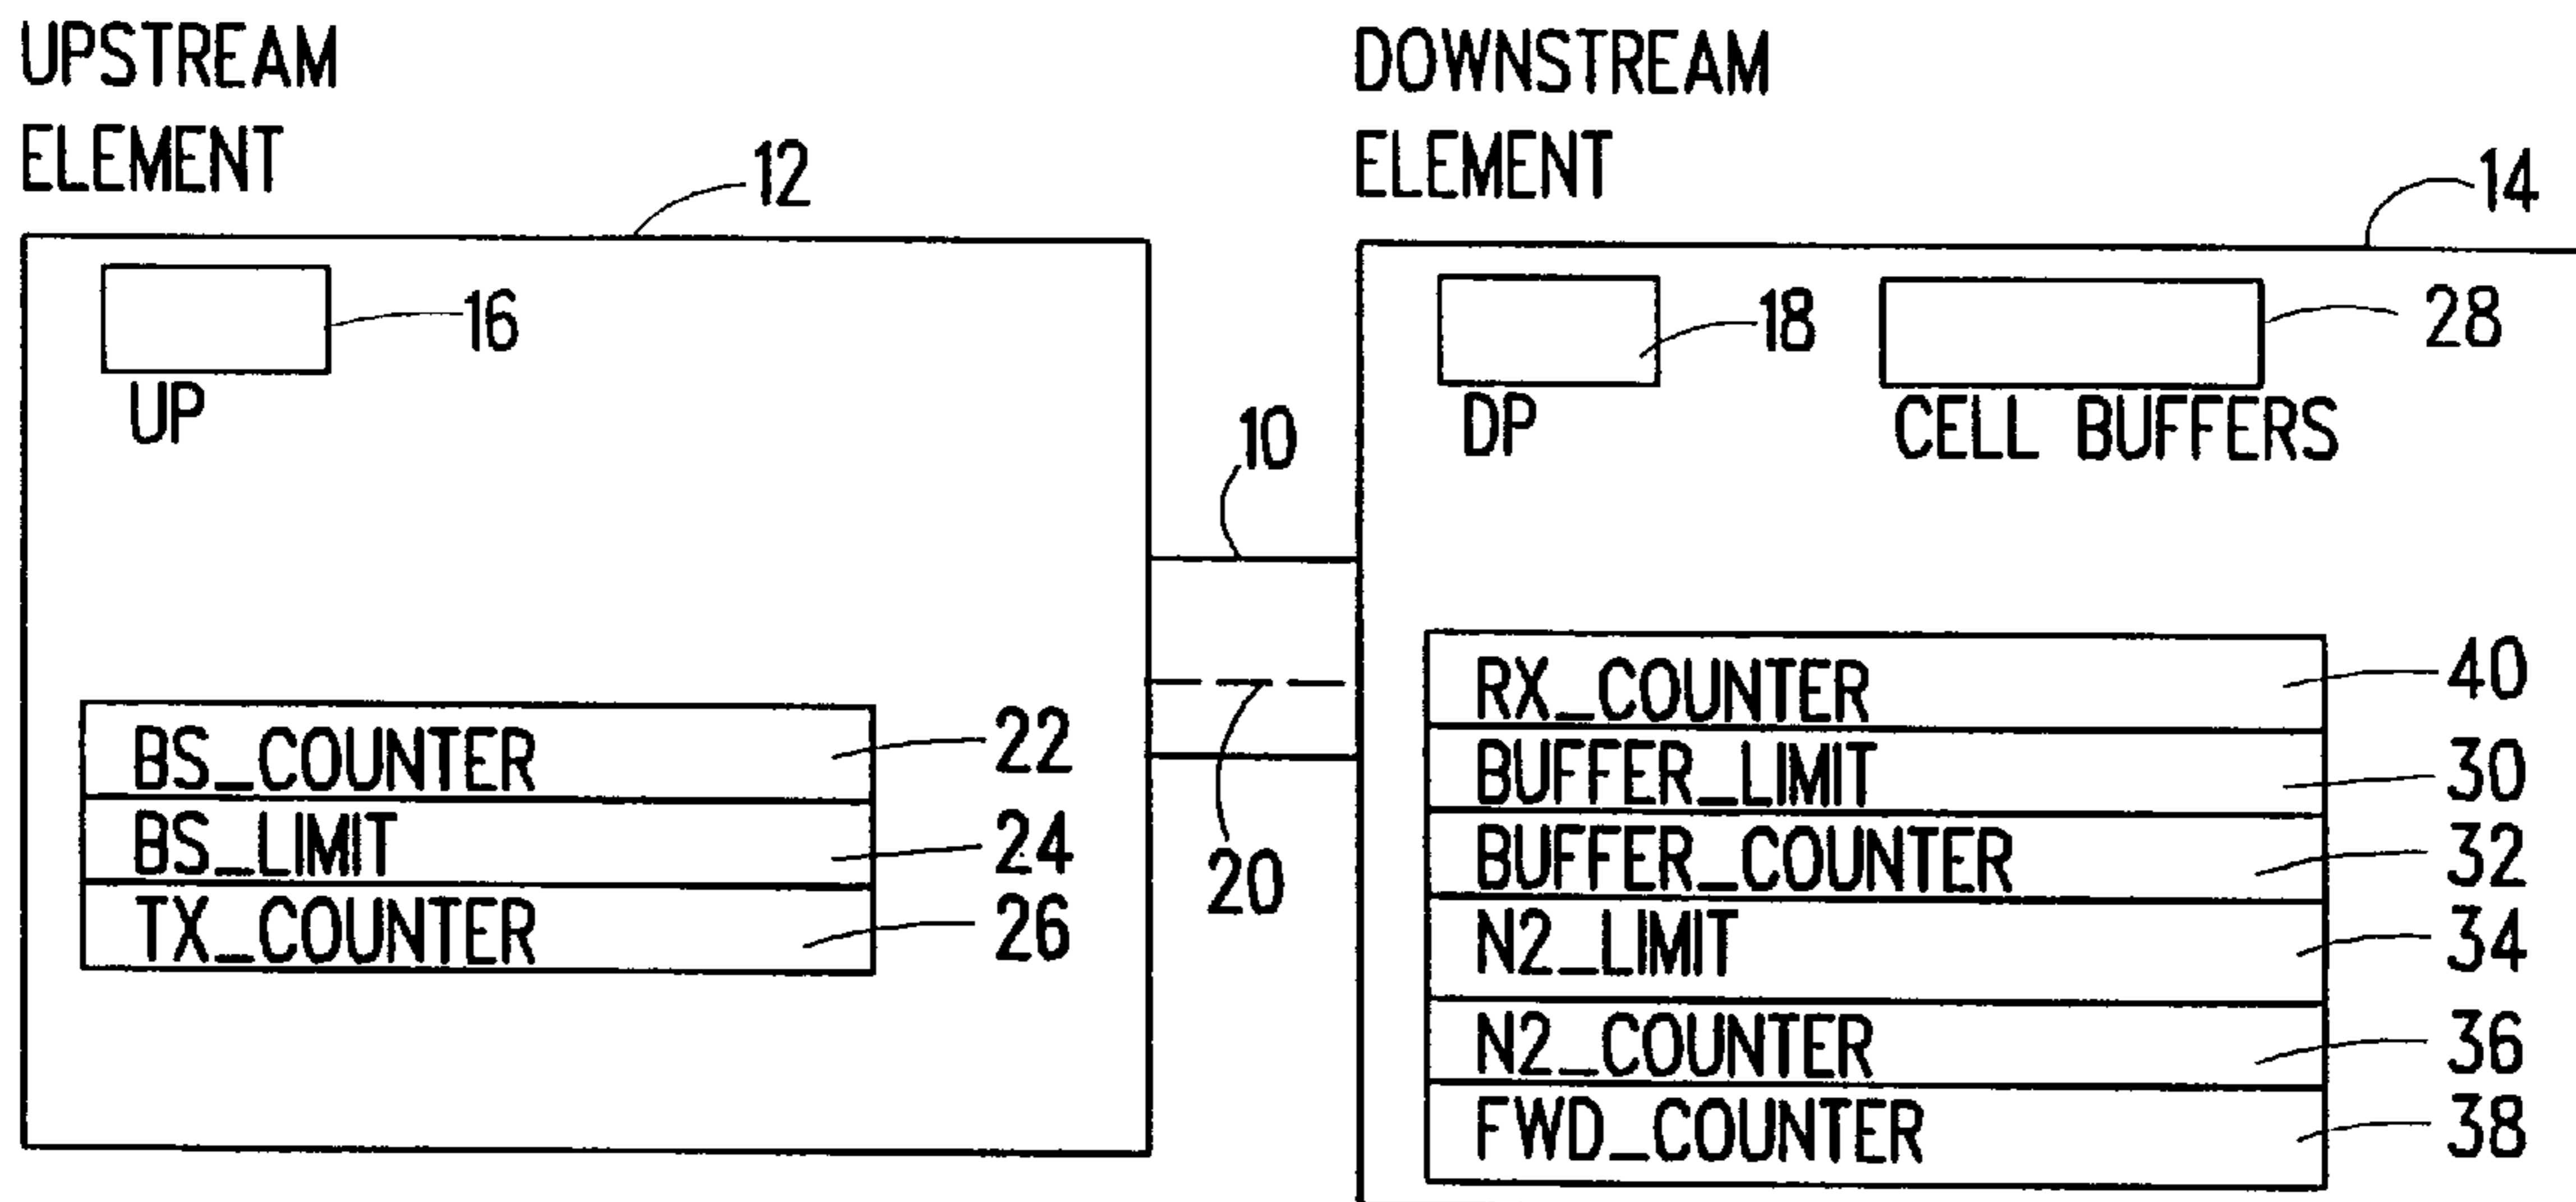 UPSTREAM
ELEMENT
12
16
UP
BS_COUNTER
22
BS_LIMIT
24
TX_COUNTER
26
10
20
DOWNSTREAM
ELEMENT
14
18
DP
28
CELL BUFFERS
RX_COUNTER
40
BUFFER_LIMIT
30
BUFFER_COUNTER
32
N2_LIMIT
34
N2_COUNTER
36
FWD_COUNTER
38